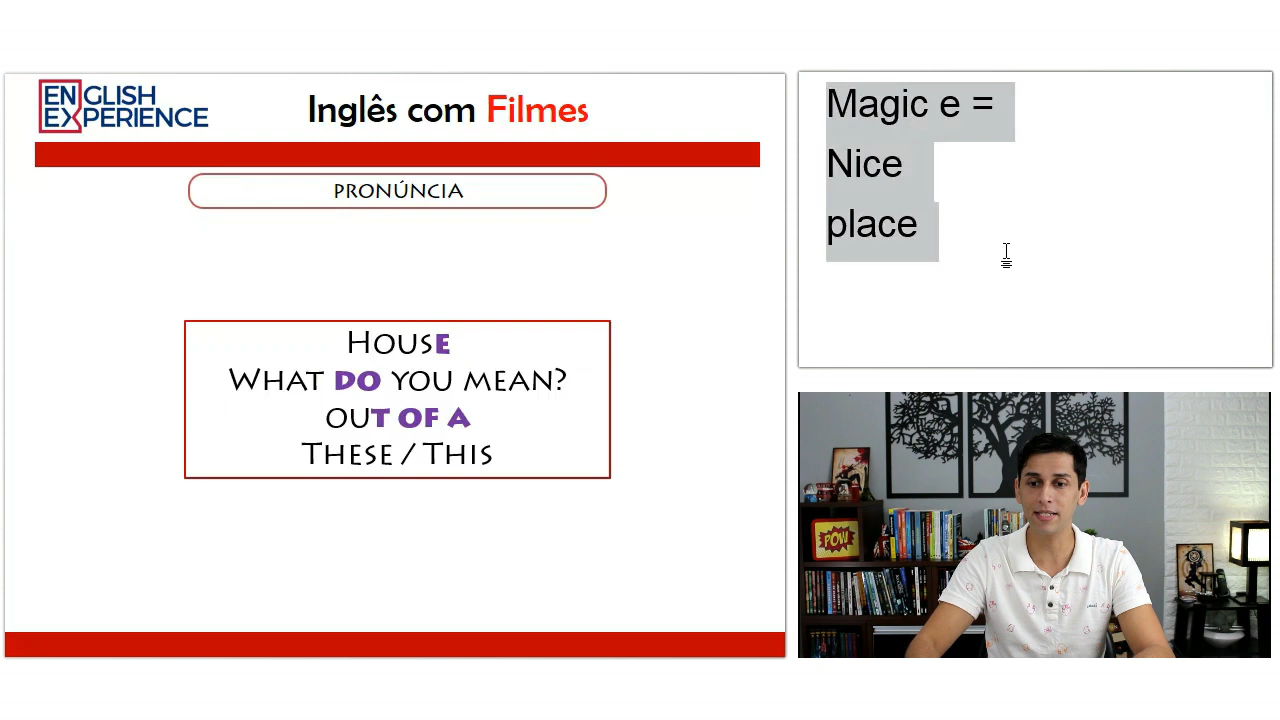 ENGLISH
EXPERIENCE
Inglês com Filmes
PRONÚNCIA
HOUSE
WHAT DO YOU MEAN?
OUT OF A
THESE / THIS
Magic e =
Nice
place
POW